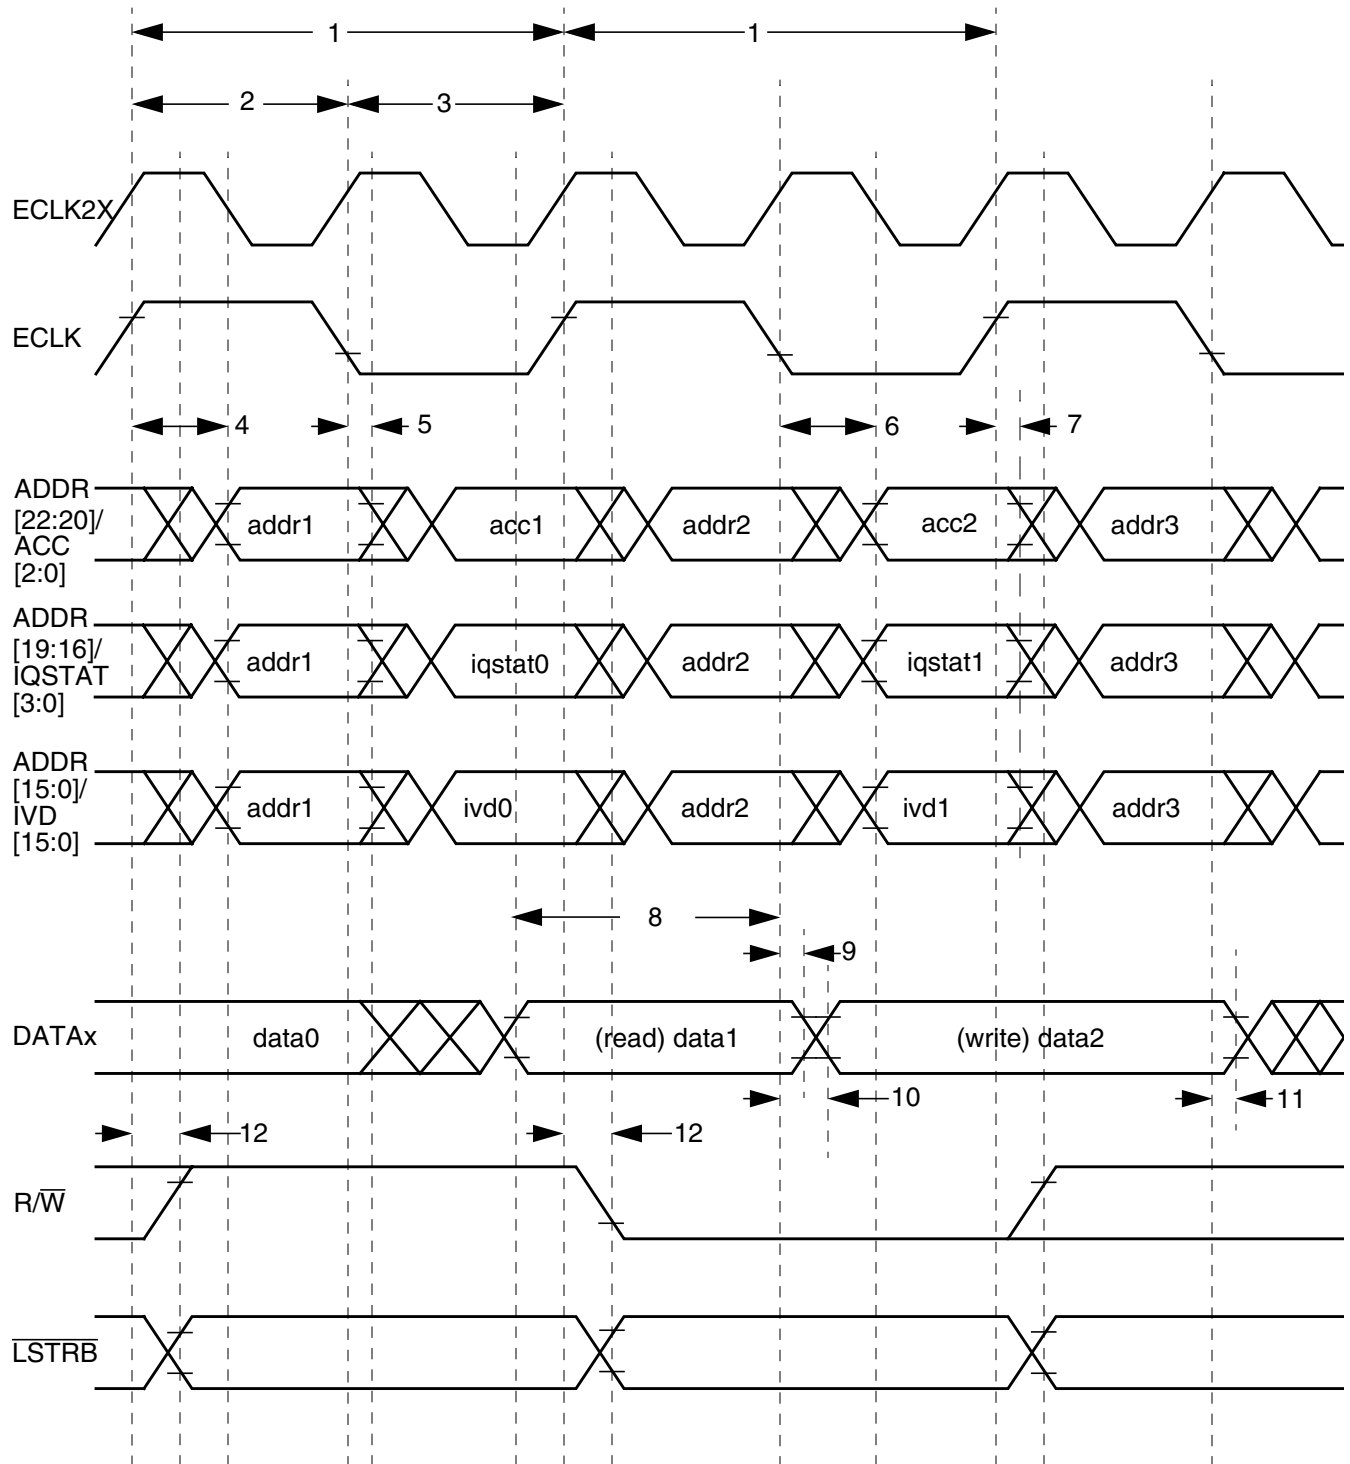 1 1
2 3
ECLK2X
ECLK
4 5 6 7
ADDR
[22:20]/
ACC
[2:0]
addr1 acc1 addr2 acc2 addr3
ADDR
[19:16]/
IQSTAT
[3:0]
addr1 iqstat0 addr2 iqstat1 addr3
ADDR
[15:0]/
IVD
[15:0]
addr1 ivd0 addr2 ivd1 addr3
8
9
DATAx data0 (read) data1 (write) data2
10 11
12 12
R/W̅
L̅S̅T̅R̅B̅